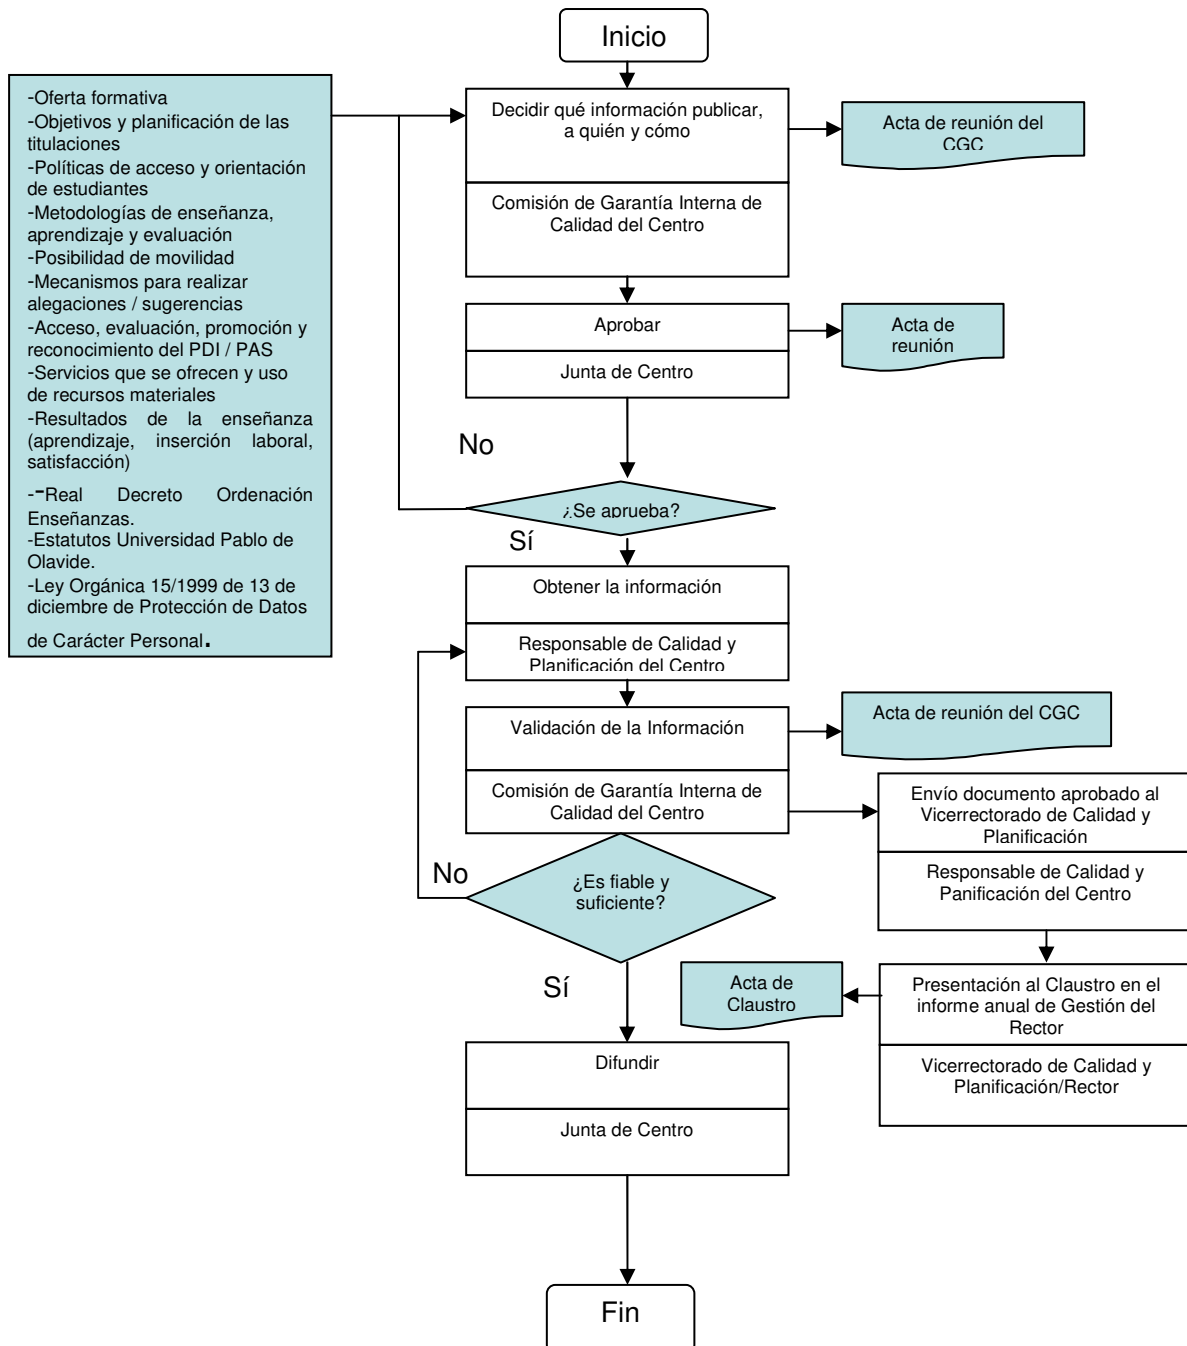 Inicio
-Oferta formativa
-Objetivos y planificación de las
titulaciones
-Políticas de acceso y orientación
de estudiantes
-Metodologías de enseñanza,
aprendizaje y evaluación
-Posibilidad de movilidad
-Mecanismos para realizar
alegaciones / sugerencias
-Acceso, evaluación, promoción y
reconocimiento del PDI / PAS
-Servicios que se ofrecen y uso
de recursos materiales
-Resultados de la enseñanza
(aprendizaje, inserción laboral,
satisfacción)
--Real Decreto Ordenación
Enseñanzas.
-Estatutos Universidad Pablo de
Olavide.
-Ley Orgánica 15/1999 de 13 de
diciembre de Protección de Datos
de Carácter Personal.
Decidir qué información publicar,
a quién y cómo
Comisión de Garantía Interna de
Calidad del Centro
Acta de reunión del
CGC
Aprobar
Junta de Centro
Acta de
reunión
No
¿Se aprueba?
Sí
Obtener la información
Responsable de Calidad y
Planificación del Centro
Validación de la Información
Comisión de Garantía Interna de
Calidad del Centro
Acta de reunión del CGC
Envío documento aprobado al
Vicerrectorado de Calidad y
Planificación
Responsable de Calidad y
Panificación del Centro
No
¿Es fiable y
suficiente?
Sí
Acta de
Claustro
Presentación al Claustro en el
informe anual de Gestión del
Rector
Vicerrectorado de Calidad y
Planificación/Rector
Difundir
Junta de Centro
Fin